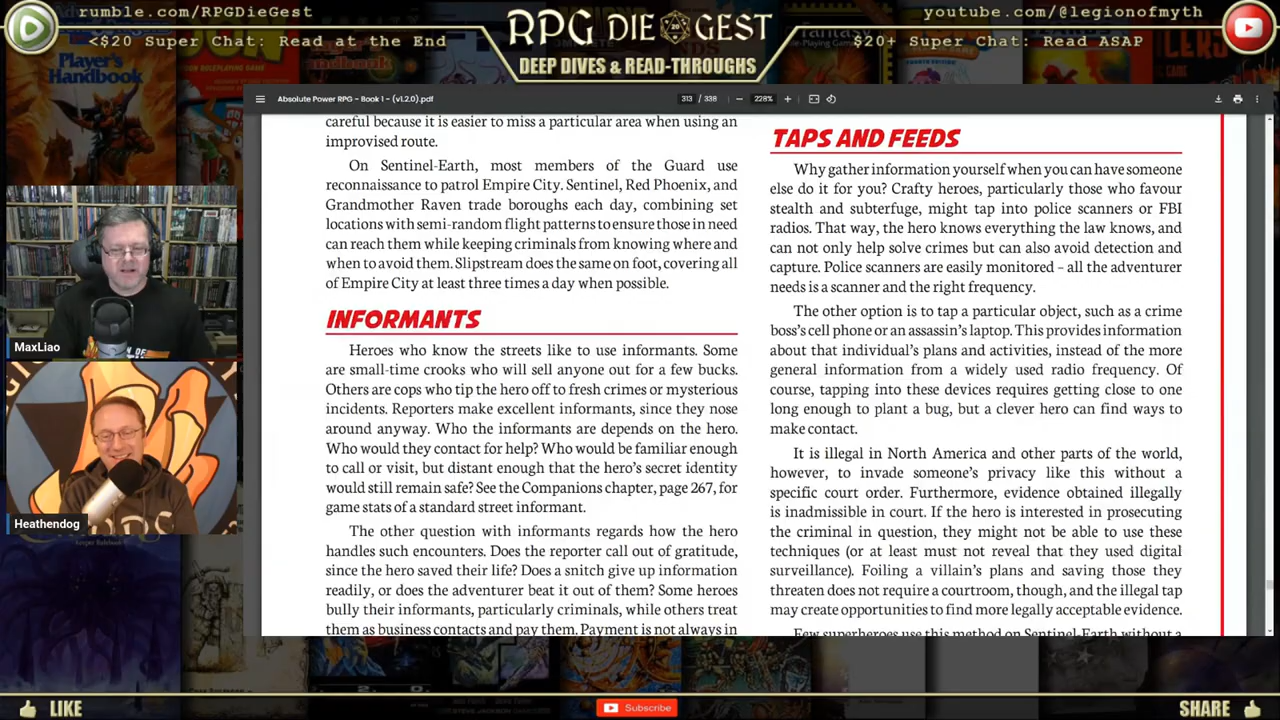 rumble.com/RPGDieGest
<$20 Super Chat: Read at the End
RPG DIE GEST
DEEP DIVES & READ-THROUGHS
youtube.com/@legionofmyth
$20+ Super Chat: Read ASAP
Player's
Handbook
Absolute Power RPG - Book 1 - (v1.2.0).pdf
313 / 338
228%
careful because it is easier to miss a particular area when using an
improvised route.
On Sentinel-Earth, most members of the Guard use
reconnaissance to patrol Empire City. Sentinel, Red Phoenix, and
Grandmother Raven trade boroughs each day, combining set
locations with semi-random flight patterns to ensure those in need
can reach them while keeping criminals from knowing where and
when to avoid them. Slipstream does the same on foot, covering all
of Empire City at least three times a day when possible.
INFORMANTS
Heroes who know the streets like to use informants. Some
are small-time crooks who will sell anyone out for a few bucks.
Others are cops who tip the hero off to fresh crimes or mysterious
incidents. Reporters make excellent informants, since they nose
around anyway. Who the informants are depends on the hero.
Who would they contact for help? Who would be familiar enough
to call or visit, but distant enough that the hero's secret identity
would still remain safe? See the Companions chapter, page 267, for
game stats of a standard street informant.
The other question with informants regards how the hero
handles such encounters. Does the reporter call out of gratitude,
since the hero saved their life? Does a snitch give up information
readily, or does the adventurer beat it out of them? Some heroes
bully their informants, particularly criminals, while others treat
them as business contacts and pay them. Payment is not always in
TAPS AND FEEDS
Why gather information yourself when you can have someone
else do it for you? Crafty heroes, particularly those who favour
stealth and subterfuge, might tap into police scanners or FBI
radios. That way, the hero knows everything the law knows, and
can not only help solve crimes but can also avoid detection and
capture. Police scanners are easily monitored – all the adventurer
needs is a scanner and the right frequency.
The other option is to tap a particular object, such as a crime
boss's cell phone or an assassin's laptop. This provides information
about that individual's plans and activities, instead of the more
general information from a widely used radio frequency. Of
course, tapping into these devices requires getting close to one
long enough to plant a bug, but a clever hero can find ways to
make contact.
It is illegal in North America and other parts of the world,
however, to invade someone's privacy like this without a
specific court order. Furthermore, evidence obtained illegally
is inadmissible in court. If the hero is interested in prosecuting
the criminal in question, they might not be able to use these
techniques (or at least must not reveal that they used digital
surveillance). Foiling a villain's plans and saving those they
threaten does not require a courtroom, though, and the illegal tap
may create opportunities to find more legally acceptable evidence.
Few superheroes use this method on Sentinel-Earth without a
MaxLiao
Heathendog
LIKE
Subscribe
SHARE